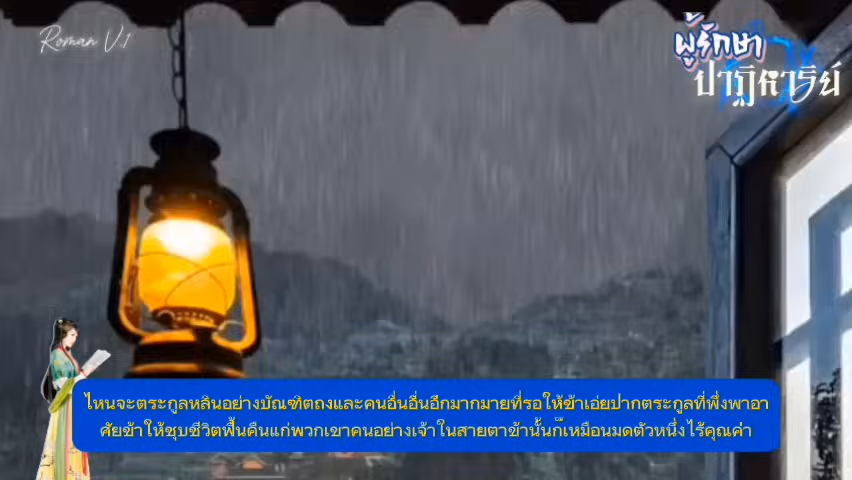 Roman V.1
ผู้รักษา
ปาฏิหาริย์
ไหนจะตระกูลหลินอย่างบัณฑิตถงและคนอื่นอื่นอีกมากมายที่รอให้ข้าเอ่ยปากตระกูลที่พึ่งพาอา
ศัยข้าให้ชุบชีวิตฟื้นคืนแก่พวกเขาคนอย่างเจ้าในสายตาข้านั้นก็เหมือนมดตัวหนึ่งไร้คุณค่า